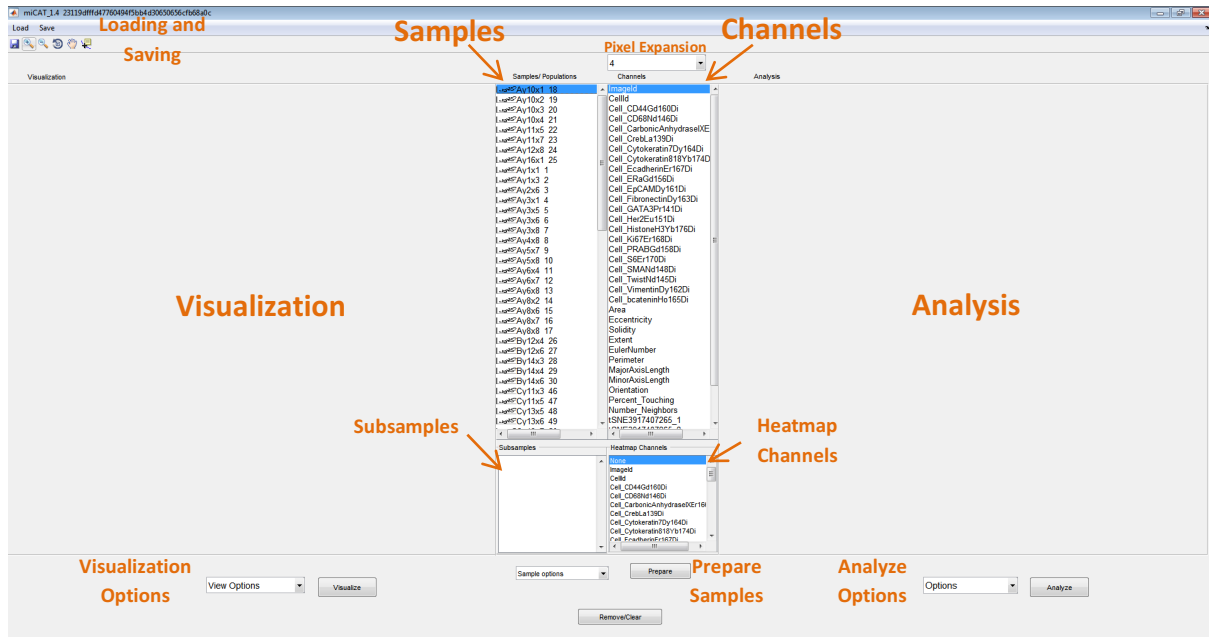 miCAT_1.4 23119dfffd47760494f5bb4d30650656cfb68a0c
Load Save
Loading and
Saving
Samples
Pixel Expansion
Channels
4
Visualization
Samples/ Populations
Channels
Analysis
Ay10x1 18
Ay10x2 19
Ay10x3 20
Ay10x4 21
Ay11x5 22
Ay11x7 23
Ay12x8 24
Ay16x1 25
Ay1x1 1
Ay1x3 2
Ay2x6 3
Ay3x1 4
Ay3x5 5
Ay3x6 6
Ay3x8 7
Ay4x8 8
Ay5x7 9
Ay5x8 10
Ay6x4 11
Ay6x7 12
Ay6x8 13
Ay8x2 14
Ay8x6 15
Ay8x7 16
Ay8x8 17
By12x4 26
By12x6 27
By14x3 28
By14x4 29
By14x6 30
Cy11x3 46
Cy11x5 47
Cy13x5 48
Cy13x6 49
ImageId
CellId
Cell_CD44Gd160Di
Cell_CD68Nd146Di
Cell_CarbonicAnhydraseIXE
Cell_CrebLa139Di
Cell_Cytokeratin7Dy164Di
Cell_Cytokeratin818Yb174D
Cell_EcadherinEr167Di
Cell_ERaGd156Di
Cell_EpCAMDy161Di
Cell_FibronectinDy163Di
Cell_GATA3Pr141Di
Cell_Her2Eu151Di
Cell_HistoneH3Yb176Di
Cell_Ki67Er168Di
Cell_PRABGd158Di
Cell_S6Er170Di
Cell_SMANd148Di
Cell_TwistNd145Di
Cell_VimentinDy162Di
Cell_bcateninHo165Di
Area
Eccentricity
Solidity
Extent
EulerNumber
Perimeter
MajorAxisLength
MinorAxisLength
Orientation
Percent_Touching
Number_Neighbors
tSNE3917407265_1
Visualization
Analysis
Subsamples
Heatmap
Channels
Subsamples
Heatmap Channels
None
ImageId
CellId
Cell_CD44Gd160Di
Cell_CD68Nd146Di
Cell_CarbonicAnhydraseIXEr16
Cell_CrebLa139Di
Cell_Cytokeratin7Dy164Di
Cell_Cytokeratin818Yb174Di
Cell_EcadherinEr167Di
Visualization
Options
View Options
Visualize
Sample options
Prepare
Prepare
Samples
Analyze
Options
Options
Analyze
Remove/Clear